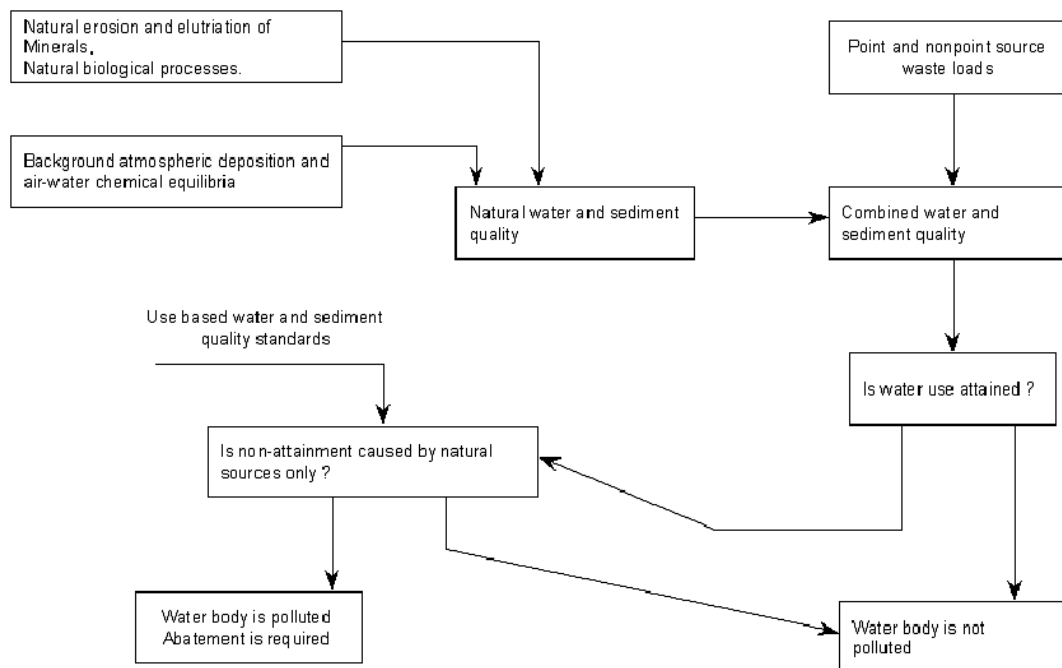 Natural erosion and elutriation of
Minerals,
Natural biological processes.
Point and nonpoint source
waste loads
Background atmospheric deposition and
air-water chemical equilibria
Natural water and sediment
quality
Combined water and
sediment quality
Use based water and sediment
quality standards
Is water use attained ?
Is non-attainment caused by natural
sources only ?
Water body is polluted
Abatement is required
Water body is not
polluted